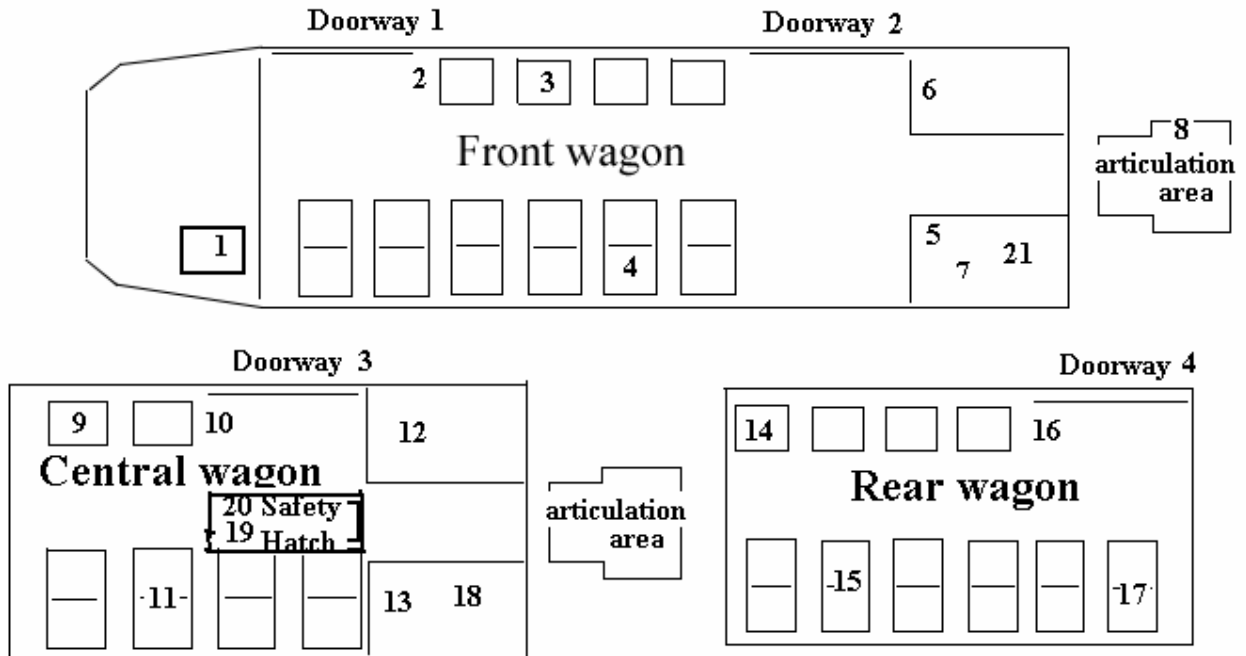 Doorway 1
Doorway 2
2
3
6
Front wagon
8
articulation
area
1
4
5
7
21
Doorway 3
Doorway 4
9
10
12
14
16
Central wagon
Rear wagon
20 Safety
19 Hatch
articulation
area
11
13
18
15
17